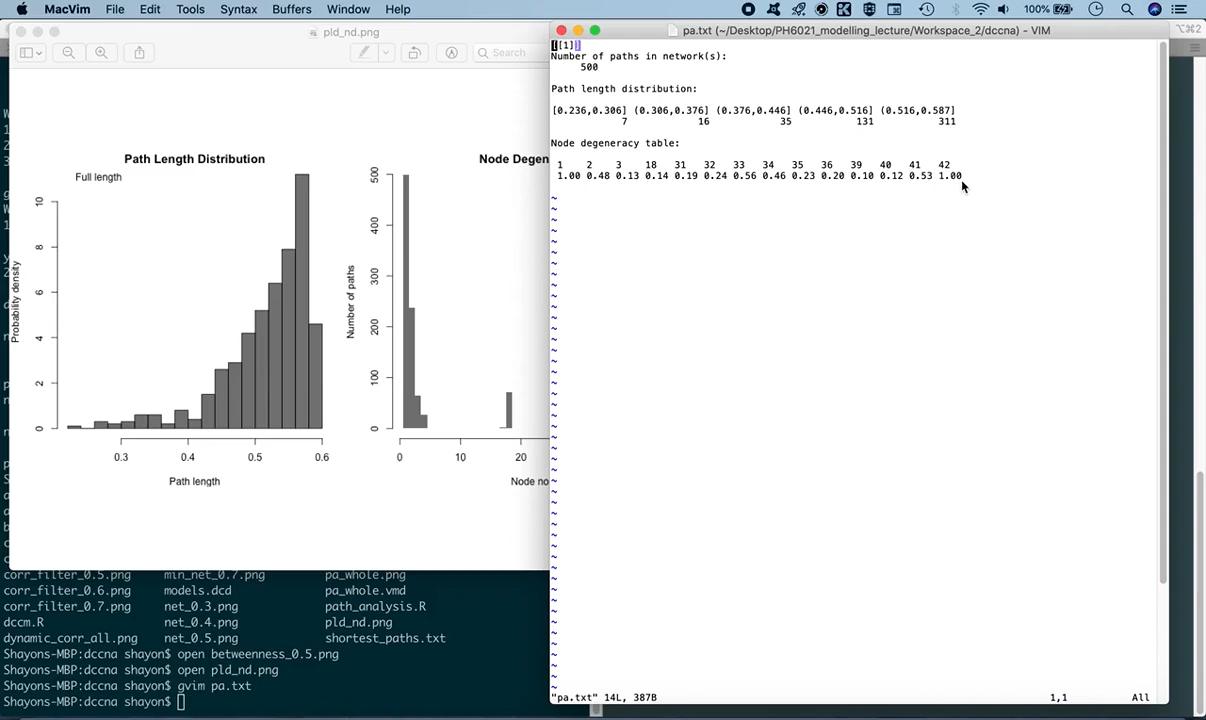 MacVim File Edit Tools Syntax Buffers Window Help 100%
pld_nd.png
Search
Path Length Distribution
Full length
Probability density
0 2 4 6 8 10
0.3 0.4 0.5 0.6
Path length
Node Degen
Number of paths
0 100 200 300 400 500
0 10 20
Node no
pa.txt (~/Desktop/PH6021_modelling_lecture/Workspace_2/dccna) - VIM
⌥⌘2
[[1]]
Number of paths in network(s):
500
Path length distribution:
[0.236,0.306] (0.306,0.376] (0.376,0.446] (0.446,0.516] (0.516,0.587]
7 16 35 131 311
Node degeneracy table:
1 2 3 18 31 32 33 34 35 36 39 40 41 42
1.00 0.48 0.13 0.14 0.19 0.24 0.56 0.46 0.23 0.20 0.10 0.12 0.53 1.00
"pa.txt" 14L, 387B 1,1 All
corr_filter_0.5.png min_net_0.7.png pa_whole.png
corr_filter_0.6.png models.dcd pa_whole.vmd
corr_filter_0.7.png net_0.3.png path_analysis.R
dccm.R net_0.4.png pld_nd.png
dynamic_corr_all.png net_0.5.png shortest_paths.txt
Shayons-MBP:dccna shayon$ open betweenness_0.5.png
Shayons-MBP:dccna shayon$ open pld_nd.png
Shayons-MBP:dccna shayon$ gvim pa.txt
Shayons-MBP:dccna shayon$